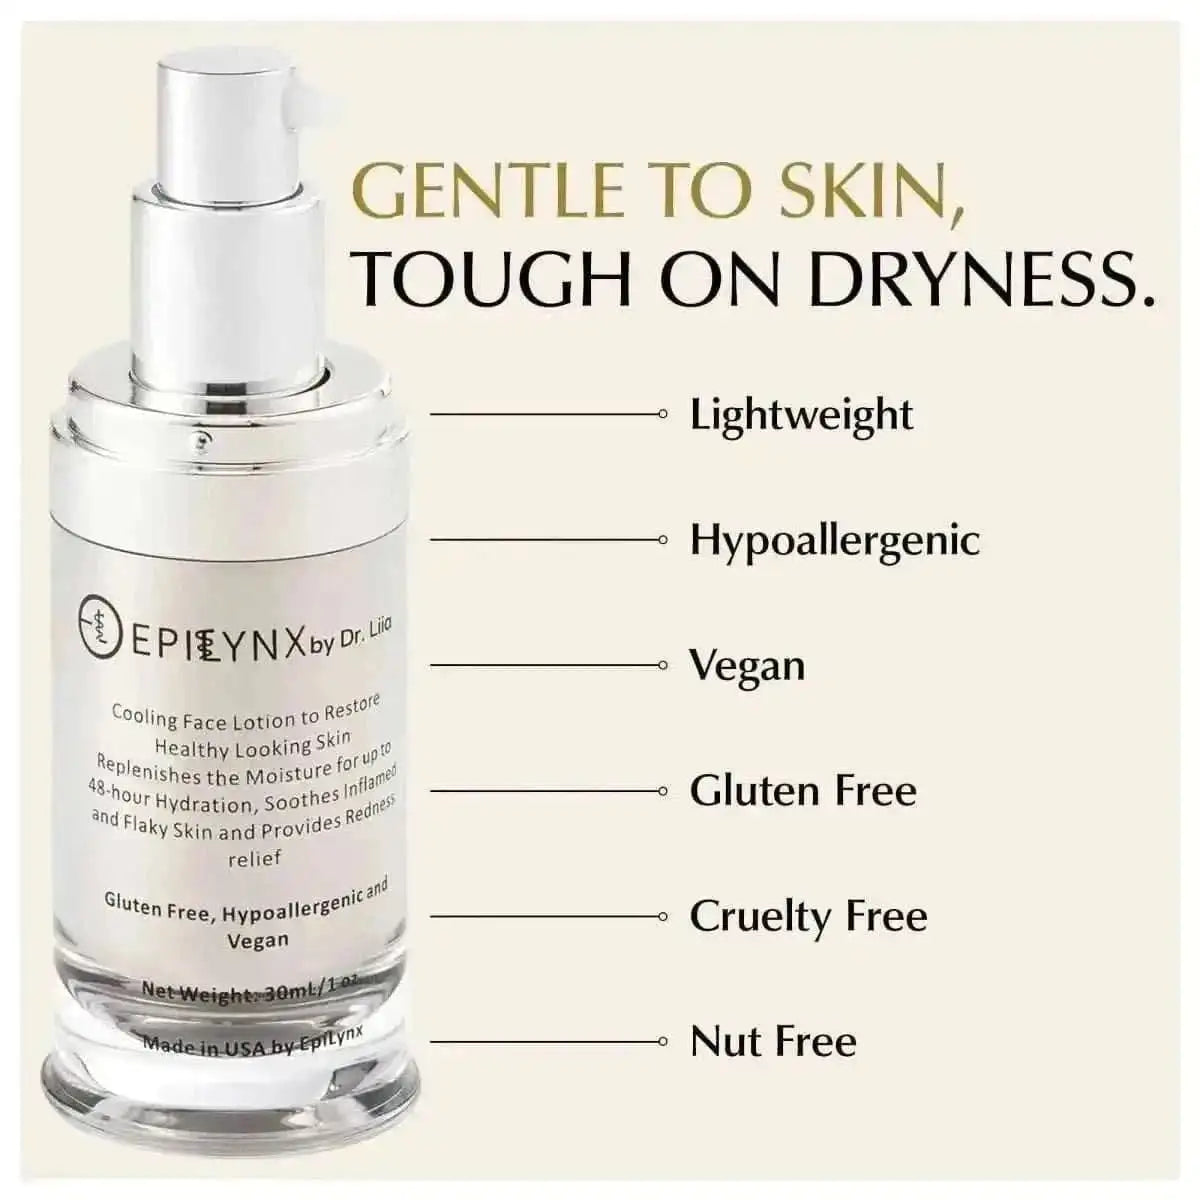 GENTLE TO SKIN,
TOUGH ON DRYNESS.
Lightweight
Hypoallergenic
Vegan
Gluten Free
Cruelty Free
Nut Free
EPILYNX by Dr. Liia
Cooling Face Lotion to Restore
Healthy Looking Skin
Replenishes the Moisture for up to
48-hour Hydration, Soothes Inflamed
and Flaky Skin and Provides Redness
relief
Gluten Free, Hypoallergenic and
Vegan
Net Weight: 30mL/1 oz
Made in USA by EpiLynx